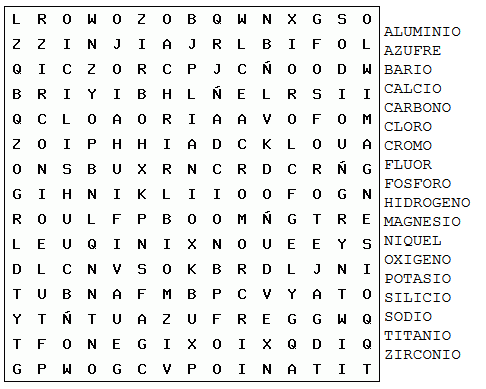 L R O W O Z O B Q W N X G S O
Z Z I N J I A J R L B I F O L
Q I C Z O R C P J C Ñ O O D W
B R I Y I B H L Ñ E L R S I I
Q C L O A O R I A A V O F O M
Z O I P H H I A D C K L O U A
O N S B U X R N C R D C R Ñ G
G I H N I K L I I O O F O G N
R O U L F P B O O M Ñ G T R E
L E U Q I N I X N O U E E Y S
D L C N V S O K B R D L J N I
T U B N A F M B P C V Y A T O
Y T Ñ T U A Z U F R E G G W Q
T F O N E G I X O I X Q D I Q
G P W O G C V P O I N A T I T
ALUMINIO
AZUFRE
BARIO
CALCIO
CARBONO
CLORO
CROMO
FLUOR
FOSFORO
HIDROGENO
MAGNESIO
NIQUEL
OXIGENO
POTASIO
SILICIO
SODIO
TITANIO
ZIRCONIO